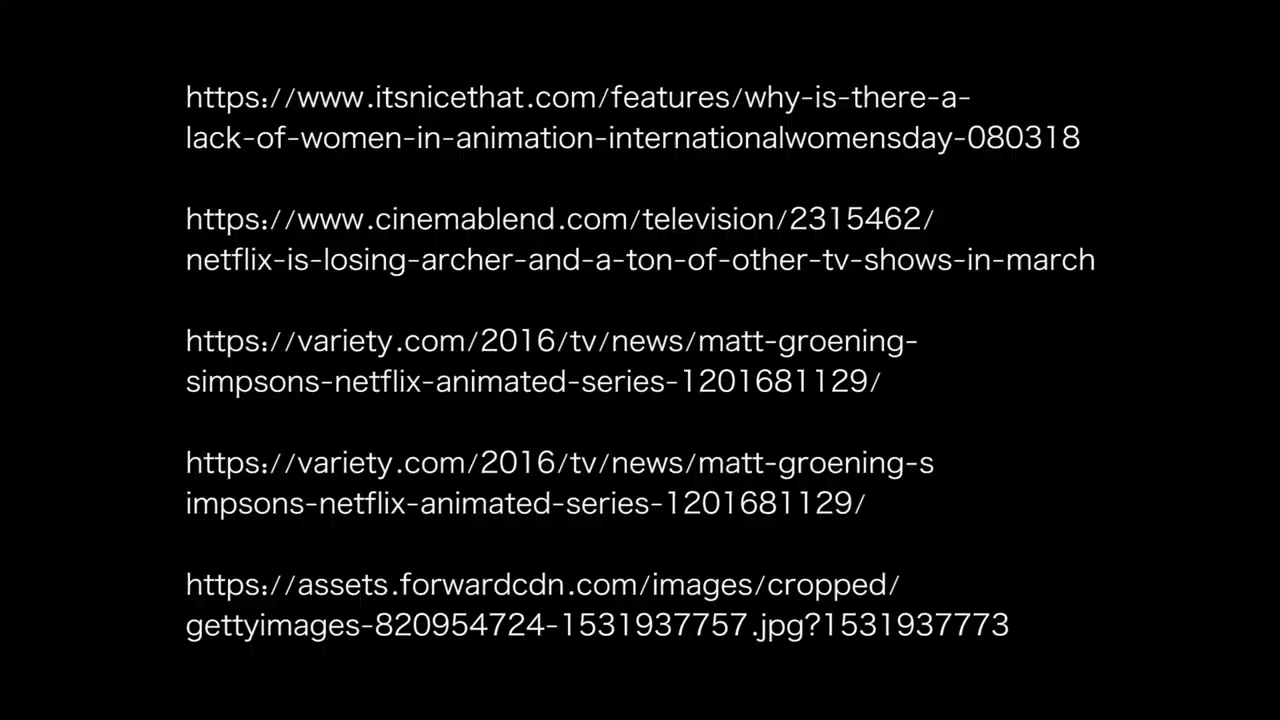 https://www.itsnicethat.com/features/why-is-there-a-
lack-of-women-in-animation-internationalwomensday-080318
https://www.cinemablend.com/television/2315462/
netflix-is-losing-archer-and-a-ton-of-other-tv-shows-in-march
https://variety.com/2016/tv/news/matt-groening-
simpsons-netflix-animated-series-1201681129/
https://variety.com/2016/tv/news/matt-groening-s
impsons-netflix-animated-series-1201681129/
https://assets.forwardcdn.com/images/cropped/
gettyimages-820954724-1531937757.jpg?1531937773